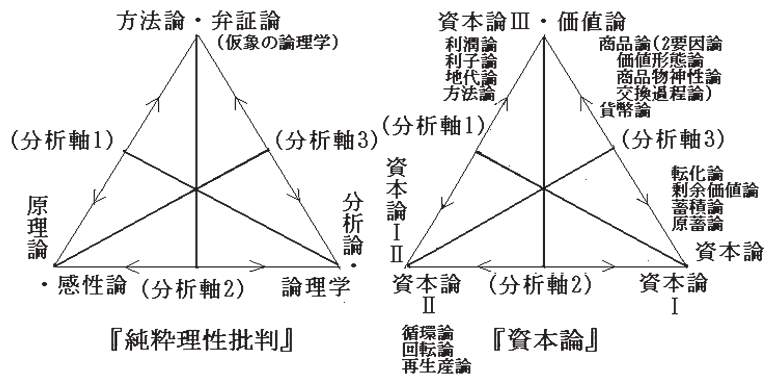 方法論・弁証論
(仮象の論理学)
(分析軸1)
(分析軸3)
原理論
・感性論
(分析軸2)
分析論・
論理学
『純粋理性批判』
資本論Ⅲ・価値論
利潤論
利子論
地代論
方法論
商品論(2要因論
価値形態論
商品物神性論
交換過程論)
貨幣論
(分析軸1)
(分析軸3)
資本論ⅠⅡ
転化論
剰余価値論
蓄積論
原蓄論
資本論
資本論
Ⅱ
(分析軸2)
資本論
Ⅰ
循環論
回転論
再生産論
『資本論』